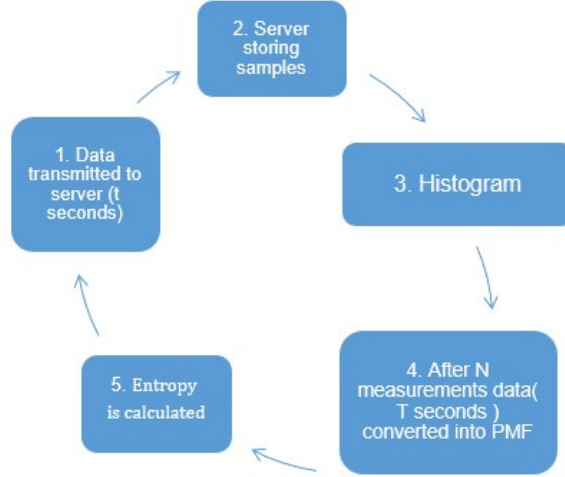 2. Server
storing
samples
1. Data
transmitted to
server (t
seconds)
3. Histogram
4. After N
measurements data(
T seconds )
converted into PMF
5. Entropy
is calculated